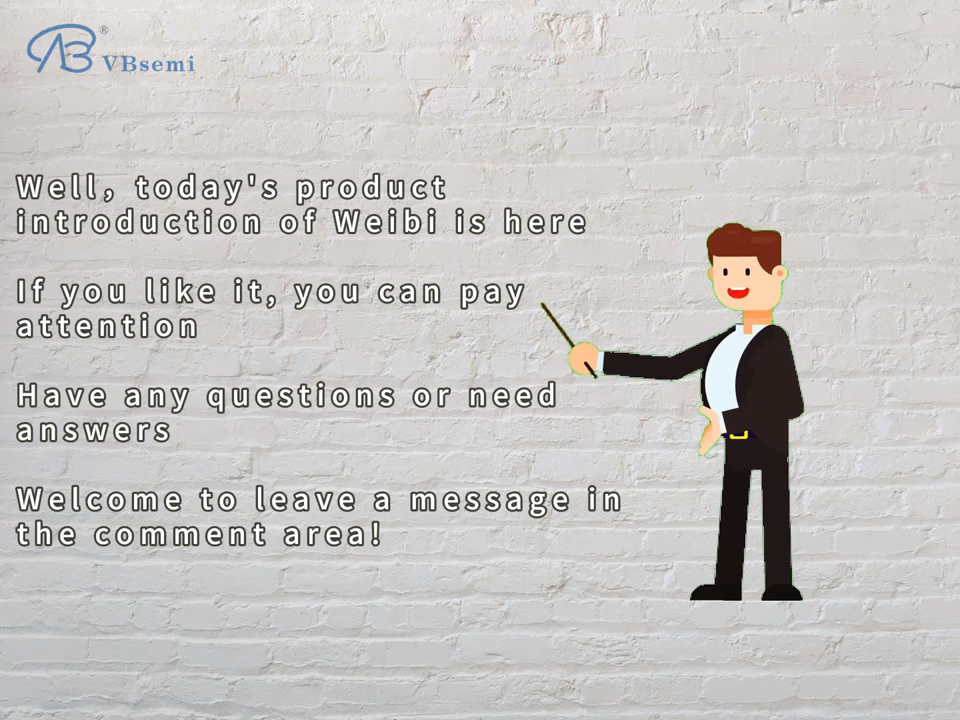 VBsemi
Well, today's product
introduction of Weibi is here
If you like it, you can pay
attention
Have any questions or need
answers
Welcome to leave a message in
the comment area!